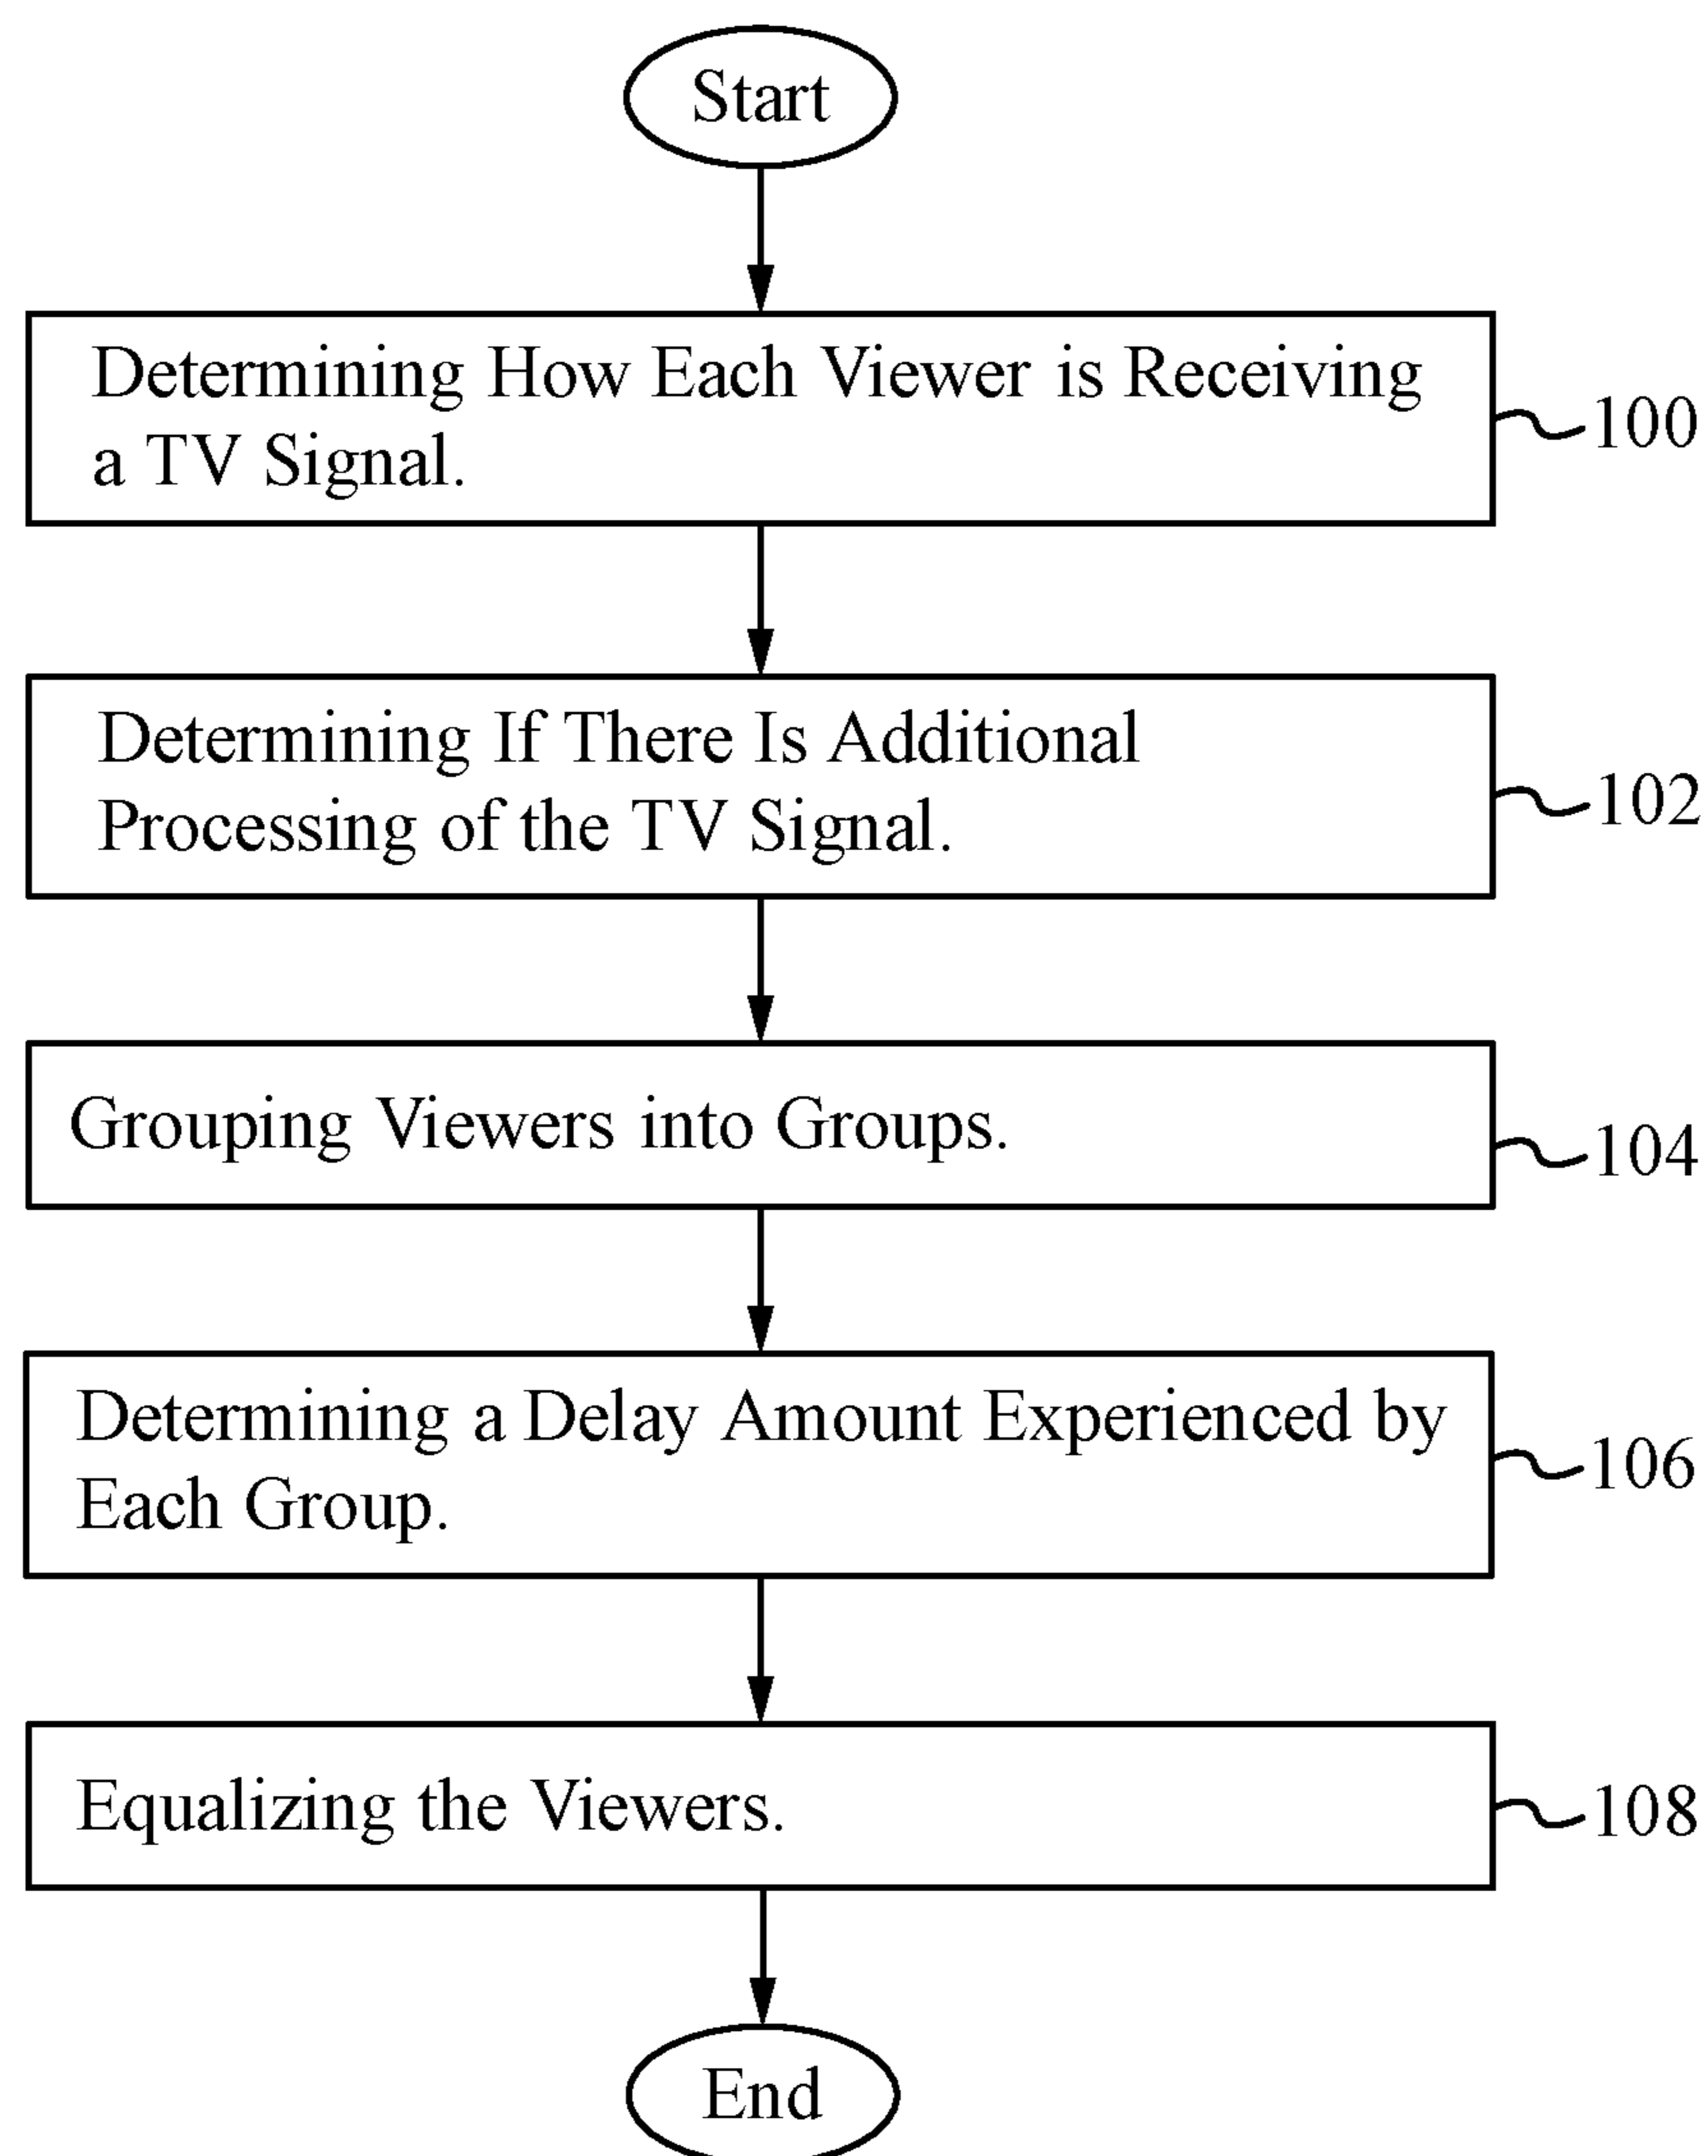 Start
Determining How Each Viewer is Receiving
a TV Signal.
100
Determining If There Is Additional
Processing of the TV Signal.
102
Grouping Viewers into Groups.
104
Determining a Delay Amount Experienced by
Each Group.
106
Equalizing the Viewers.
108
End